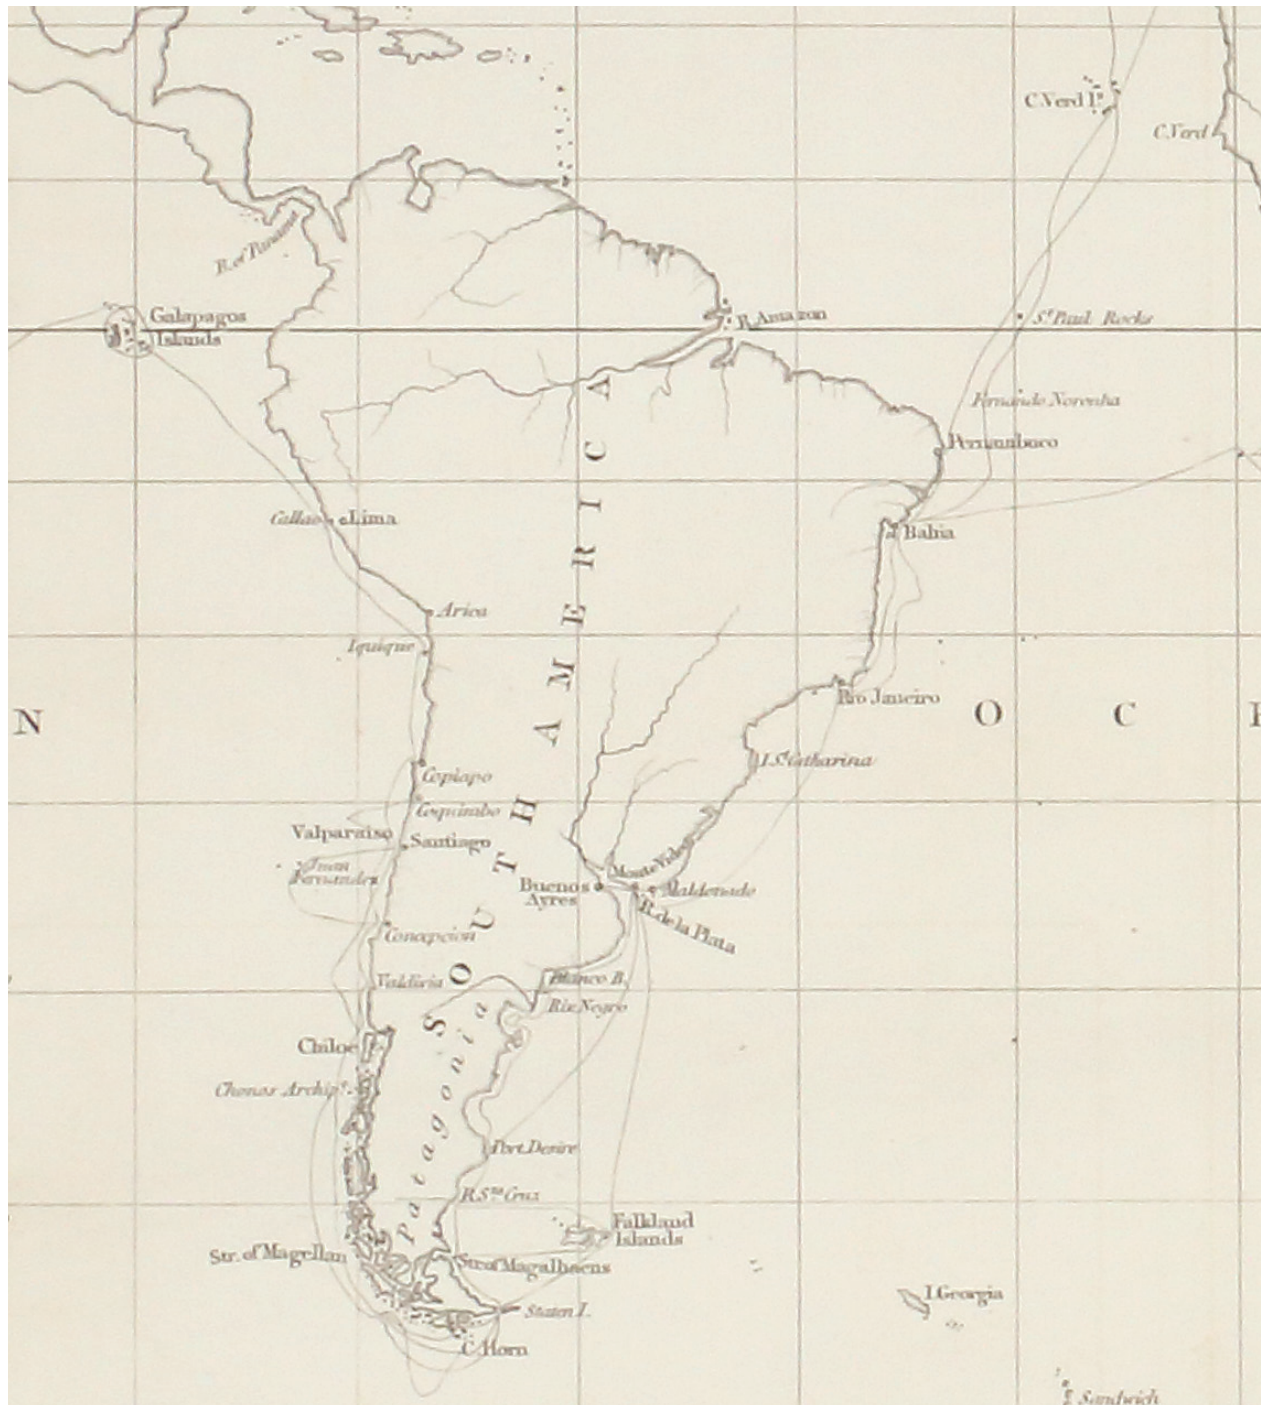 C. Verd Iˢ
C. Verd
B. of Panama
Galapagos
Islands
R. Amazon
Sᵗ Paul Rocks
Fernando Noronha
Pernambuco
Callao
Lima
Bahia
Arica
Iquique
Rio Janeiro
N
O C
Copiapo
I. Sᵗ Catharina
Coquimbo
Valparaiso
Santiago
Juan
Fernandez
Monte Video
Buenos
Ayres
Maldonado
R. de la Plata
Concepcion
Valdivia
Blanco B.
Rio Negro
SOUTH AMERICA
Chiloe
Patagonia
Chonos Archipᵒ
Port Desire
R. Sᵗᵃ Cruz
Falkland
Islands
Str. of Magellan
Str. of Magalhaens
I. Georgia
Staten I.
C. Horn
Sandwich